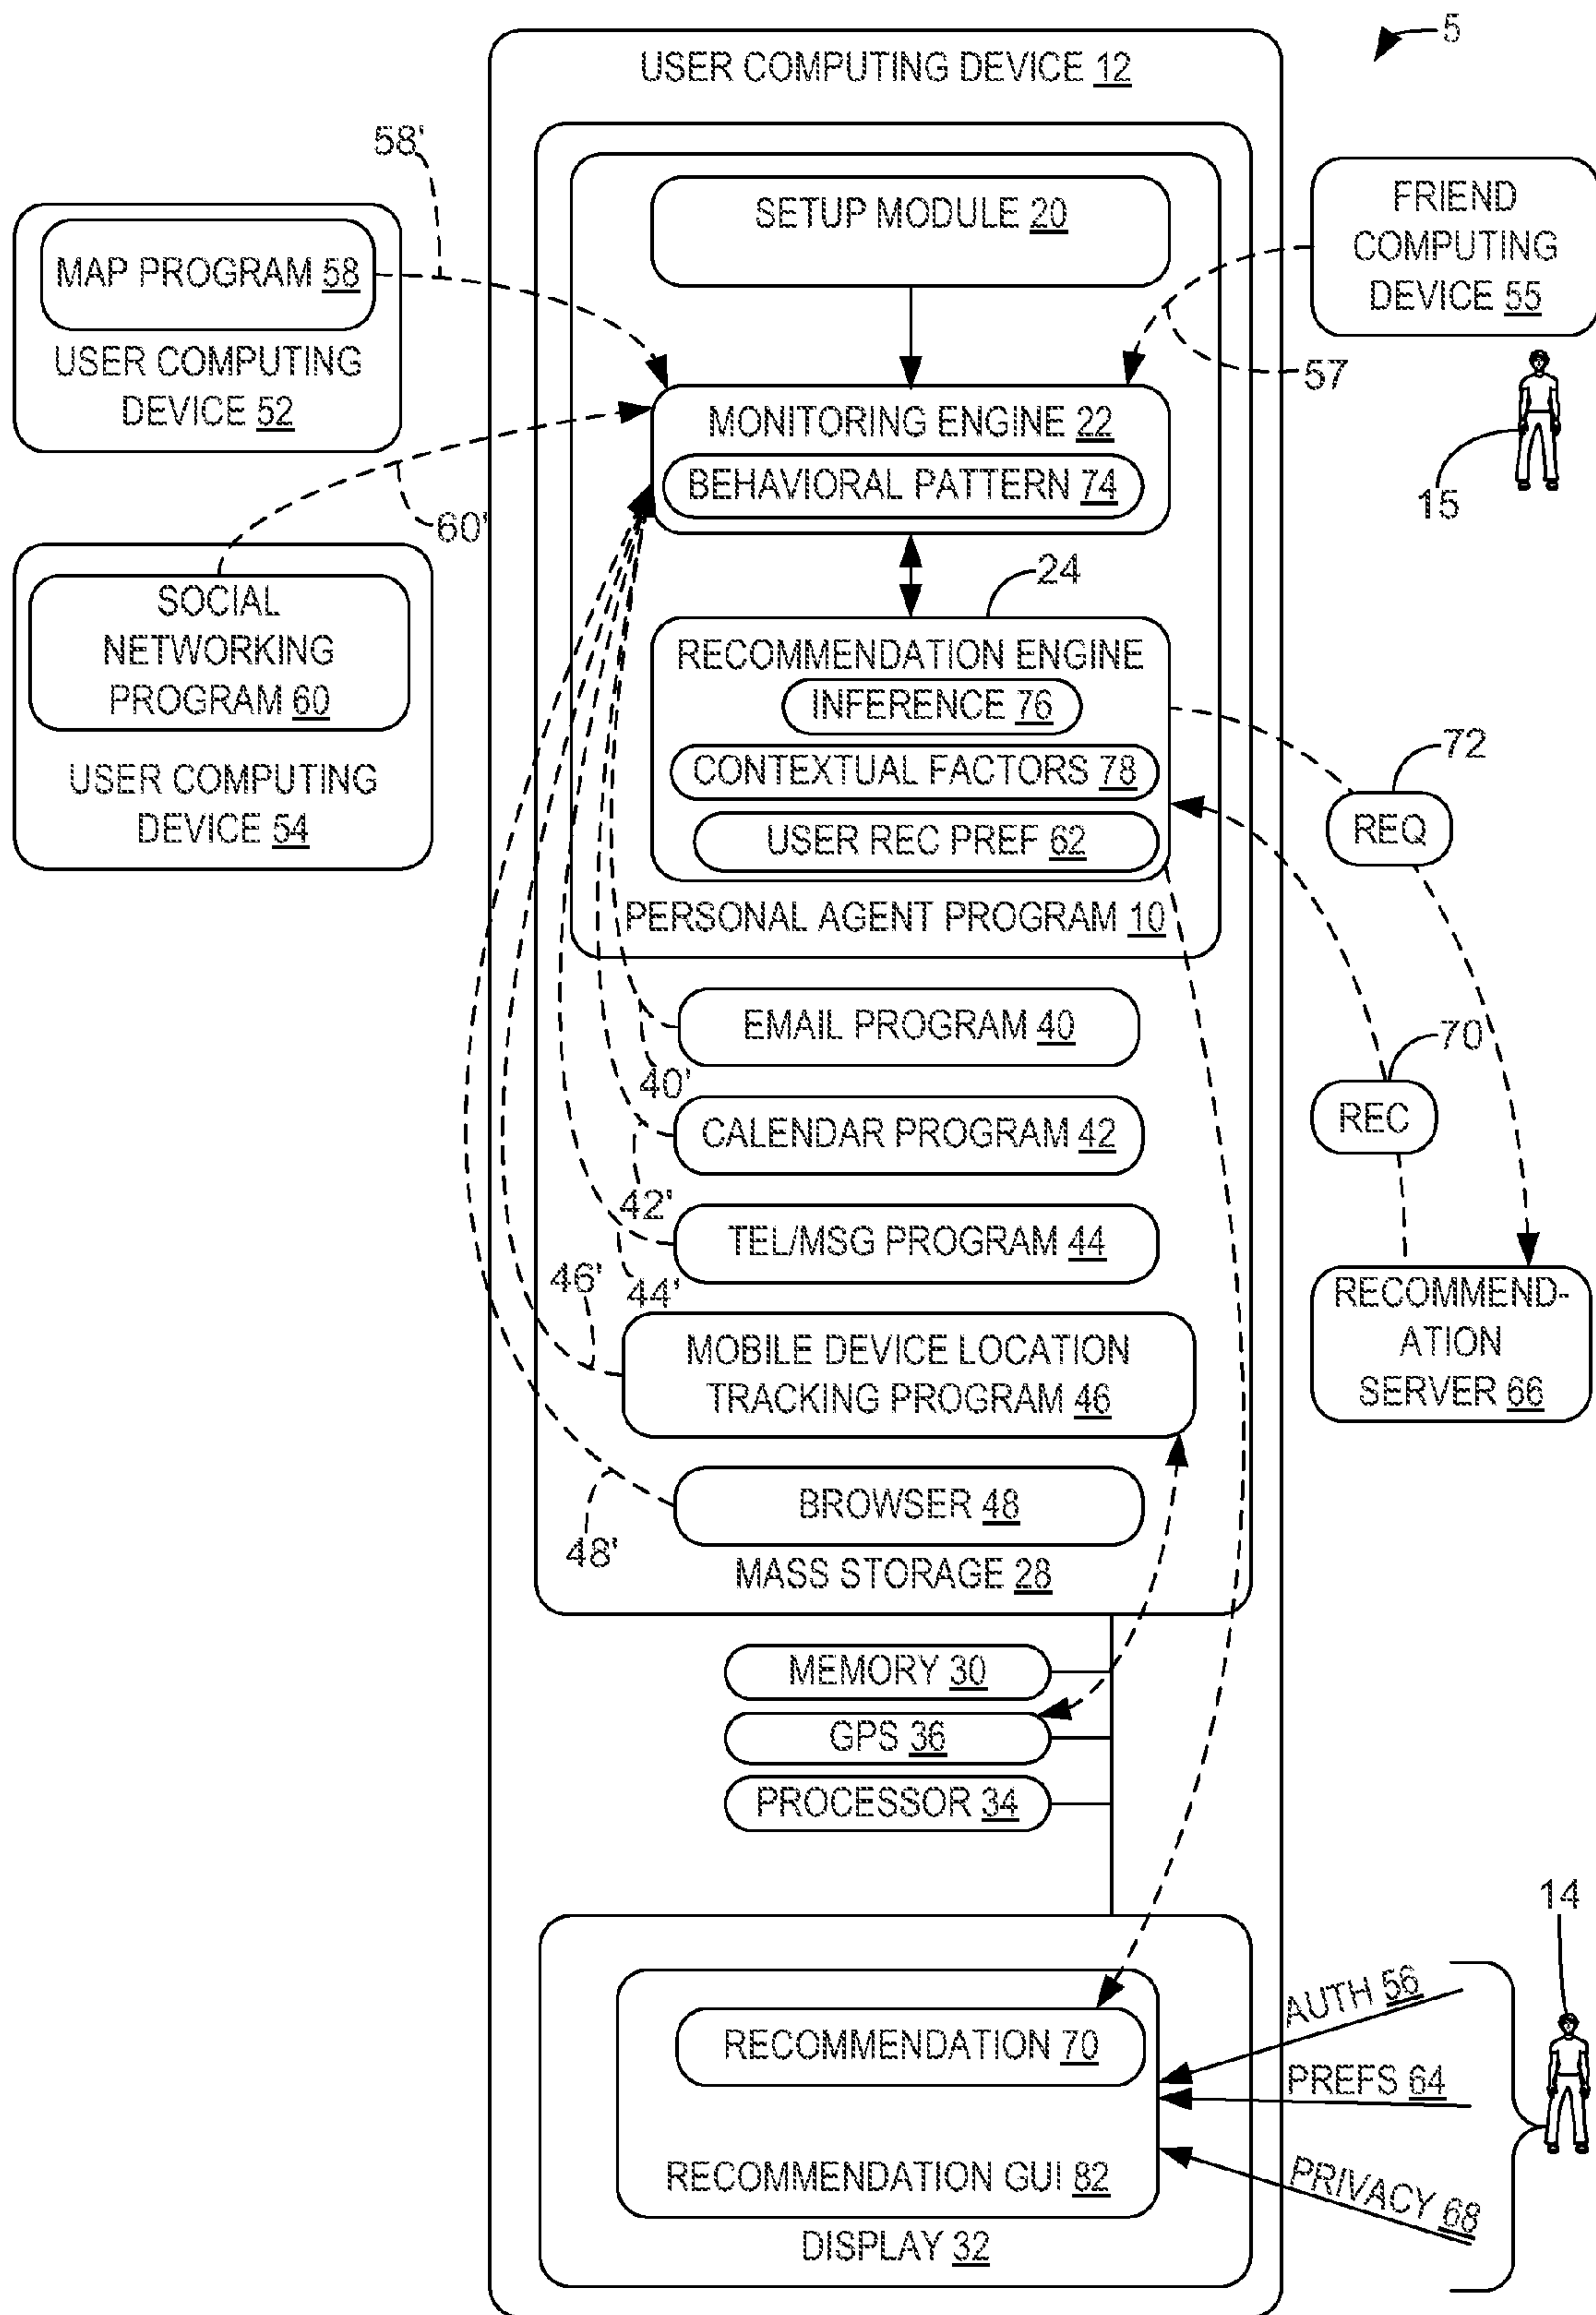 5
USER COMPUTING DEVICE 12
58'
SETUP MODULE 20
FRIEND
COMPUTING
DEVICE 55
MAP PROGRAM 58
USER COMPUTING
DEVICE 52
57
MONITORING ENGINE 22
BEHAVIORAL PATTERN 74
15
60'
SOCIAL
NETWORKING
PROGRAM 60
USER COMPUTING
DEVICE 54
24
RECOMMENDATION ENGINE
INFERENCE 76
CONTEXTUAL FACTORS 78
USER REC PREF 62
PERSONAL AGENT PROGRAM 10
72
REQ
EMAIL PROGRAM 40
40'
70
REC
CALENDAR PROGRAM 42
42'
TEL/MSG PROGRAM 44
44'
46'
RECOMMEND-
ATION
SERVER 66
MOBILE DEVICE LOCATION
TRACKING PROGRAM 46
BROWSER 48
48'
MASS STORAGE 28
MEMORY 30
GPS 36
PROCESSOR 34
14
AUTH 56
RECOMMENDATION 70
PREFS 64
RECOMMENDATION GUI 82
PRIVACY 68
DISPLAY 32